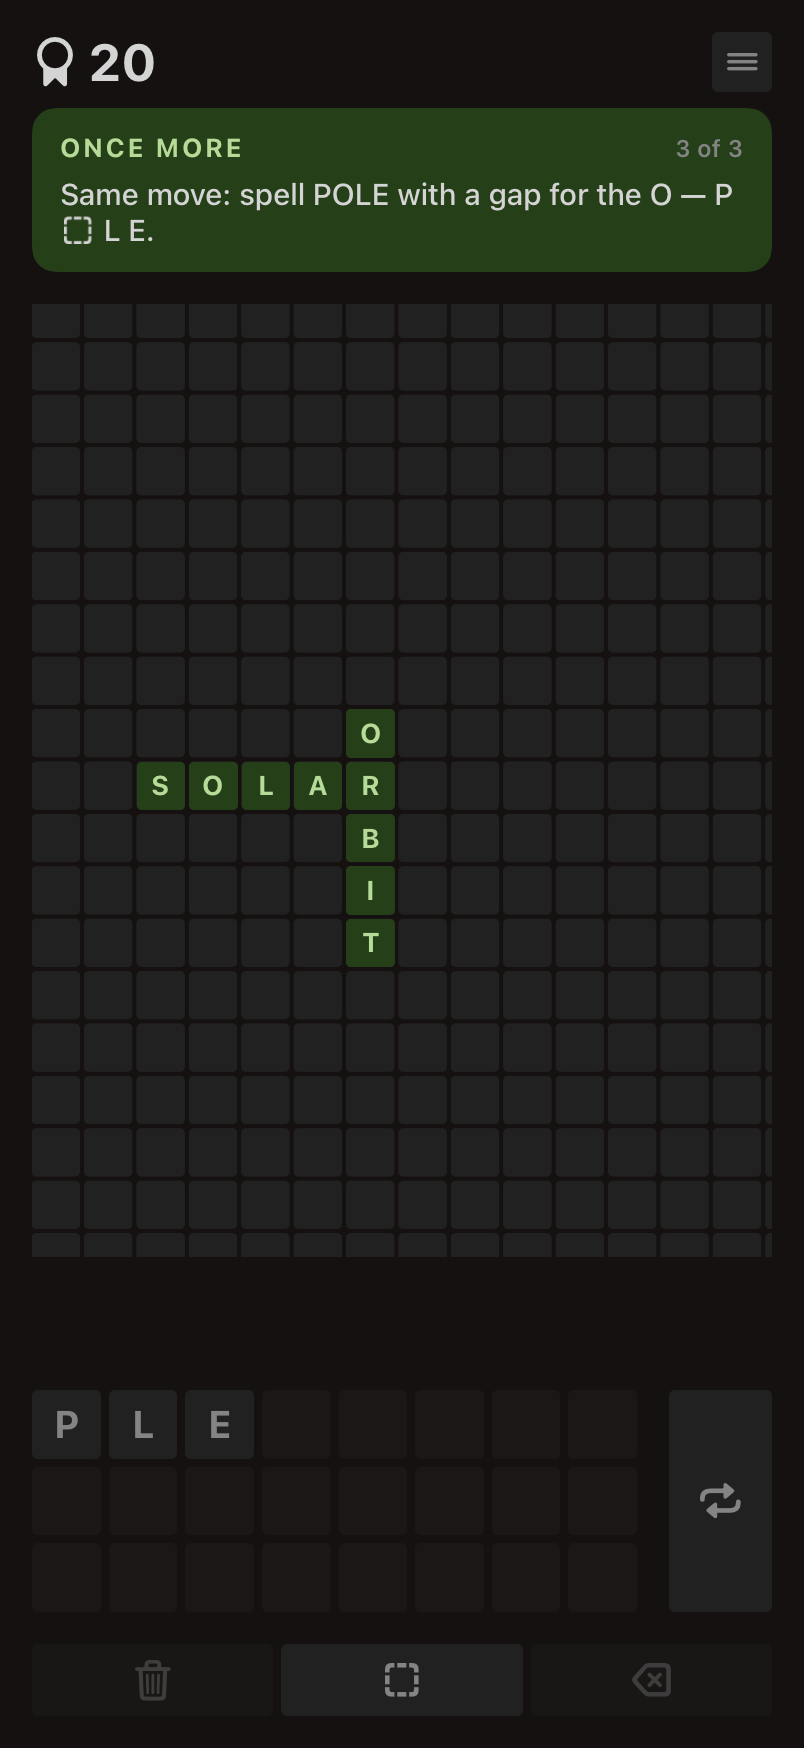 20
ONCE MORE
3 of 3
Same move: spell POLE with a gap for the O — P
L E.
O
S O L A R
B
I
T
P L E